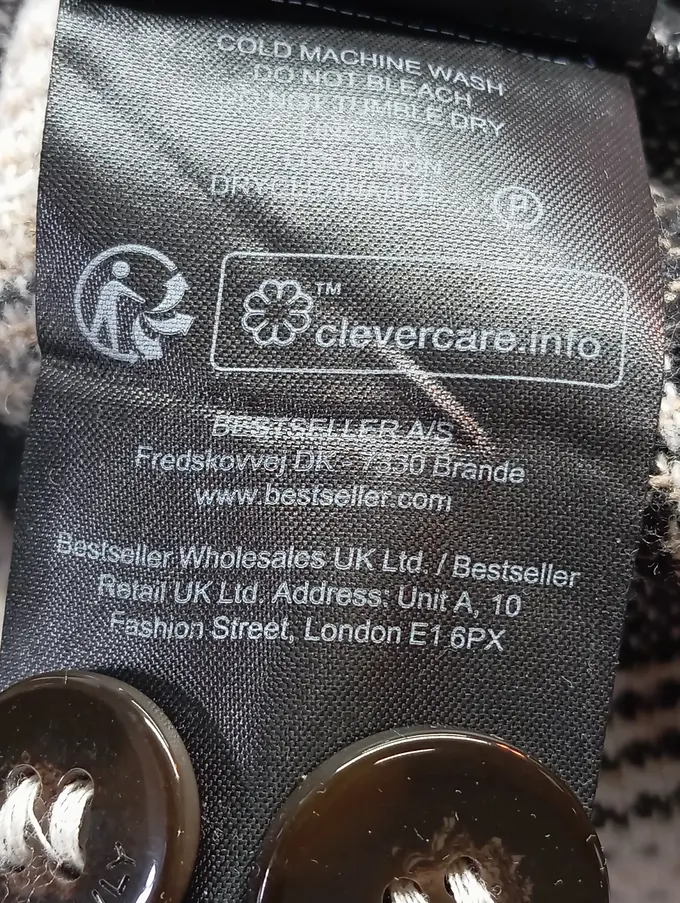 COLD MACHINE WASH
DO NOT BLEACH
DO NOT TUMBLE DRY
P
TM
clevercare.info
BESTSELLER A/S
Fredskovvej DK - 7330 Brande
www.bestseller.com
Bestseller Wholesales UK Ltd. / Bestseller
Retail UK Ltd. Address: Unit A, 10
Fashion Street, London E1 6PX